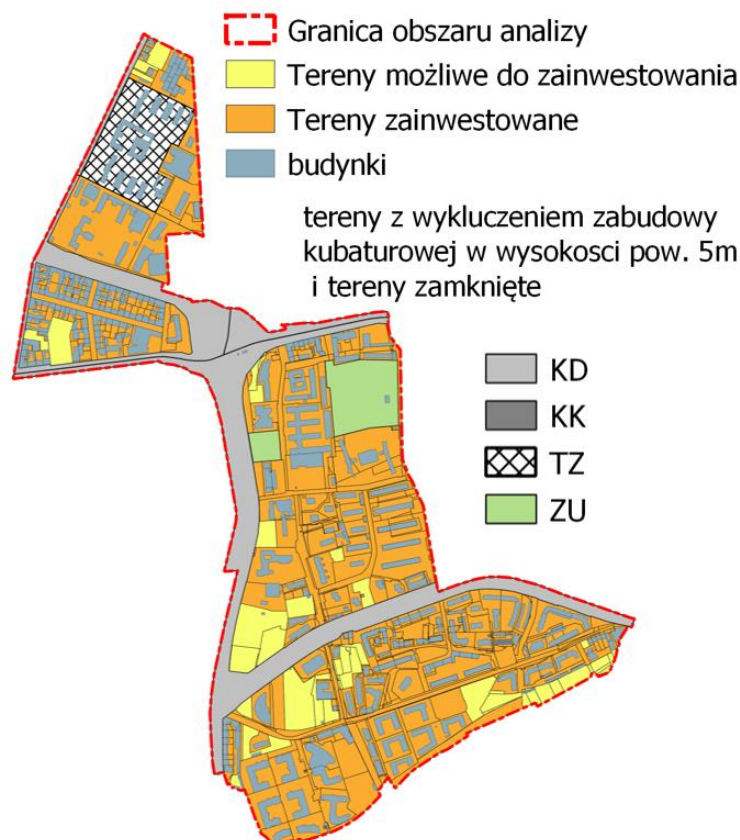 Granica obszaru analizy
Tereny możliwe do zainwestowania
Tereny zainwestowane
budynki
tereny z wykluczeniem zabudowy
kubaturowej w wysokosci pow. 5m
i tereny zamknięte
KD
KK
TZ
ZU